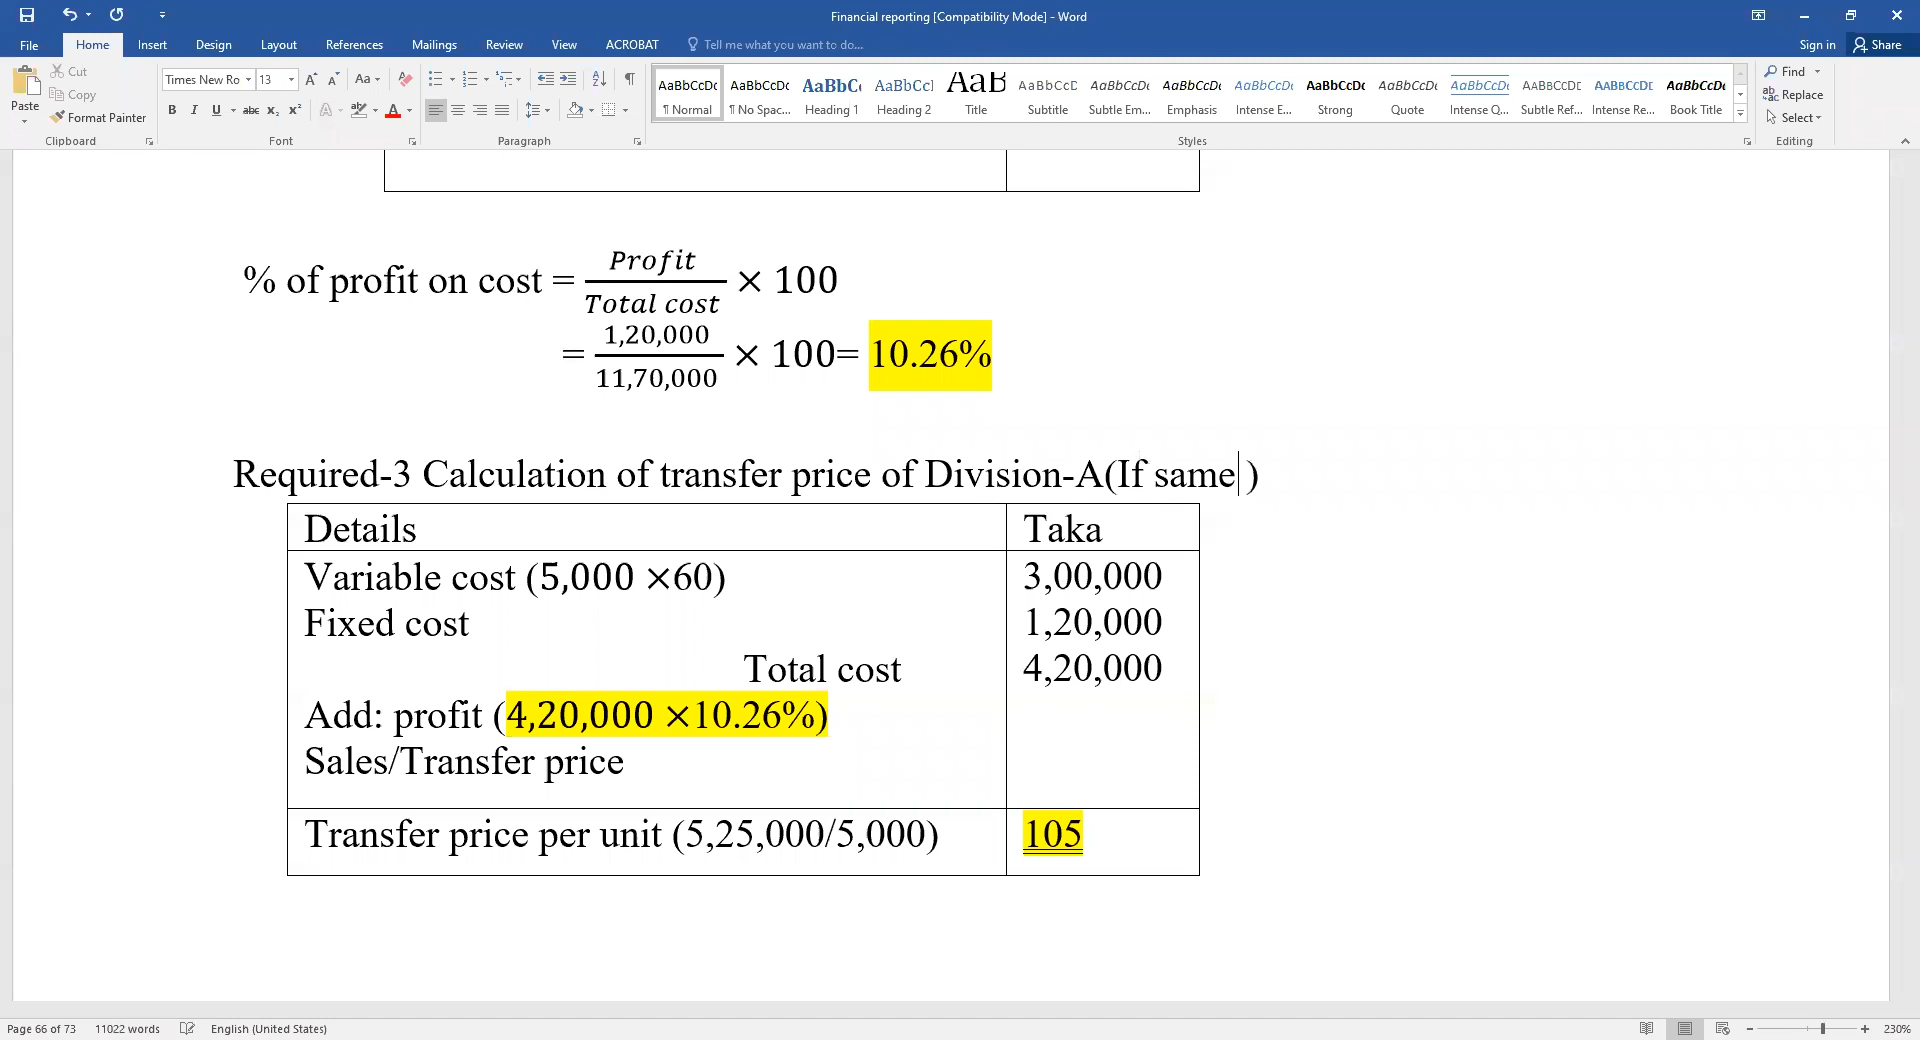 Financial reporting [Compatibility Mode] - Word
File Home Insert Design Layout References Mailings Review View ACROBAT Tell me what you want to do... Sign in Share
Paste Cut Copy Format Painter
Times New Ro 13
AaBbCcDc AaBbCcDc AaBbC AaBbCcI AaB AaBbCcD AaBbCcDt AaBbCcDt AaBbCcDt AaBbCcDc AaBbCcDt AaBbCcDt AABBCCDE AABBCCDE AaBbCcDt
¶ Normal ¶ No Spac... Heading 1 Heading 2 Title Subtitle Subtle Em... Emphasis Intense E... Strong Quote Intense Q... Subtle Ref... Intense Re... Book Title
Find Replace Select
Clipboard Font Paragraph Styles Editing
% of profit on cost = Profit / Total cost × 100
= 1,20,000 / 11,70,000 × 100= 10.26%
Required-3 Calculation of transfer price of Division-A(If same )
Details Taka
Variable cost (5,000 ×60) 3,00,000
Fixed cost 1,20,000
Total cost 4,20,000
Add: profit (4,20,000 ×10.26%)
Sales/Transfer price
Transfer price per unit (5,25,000/5,000) 105
Page 66 of 73 11022 words English (United States) 230%